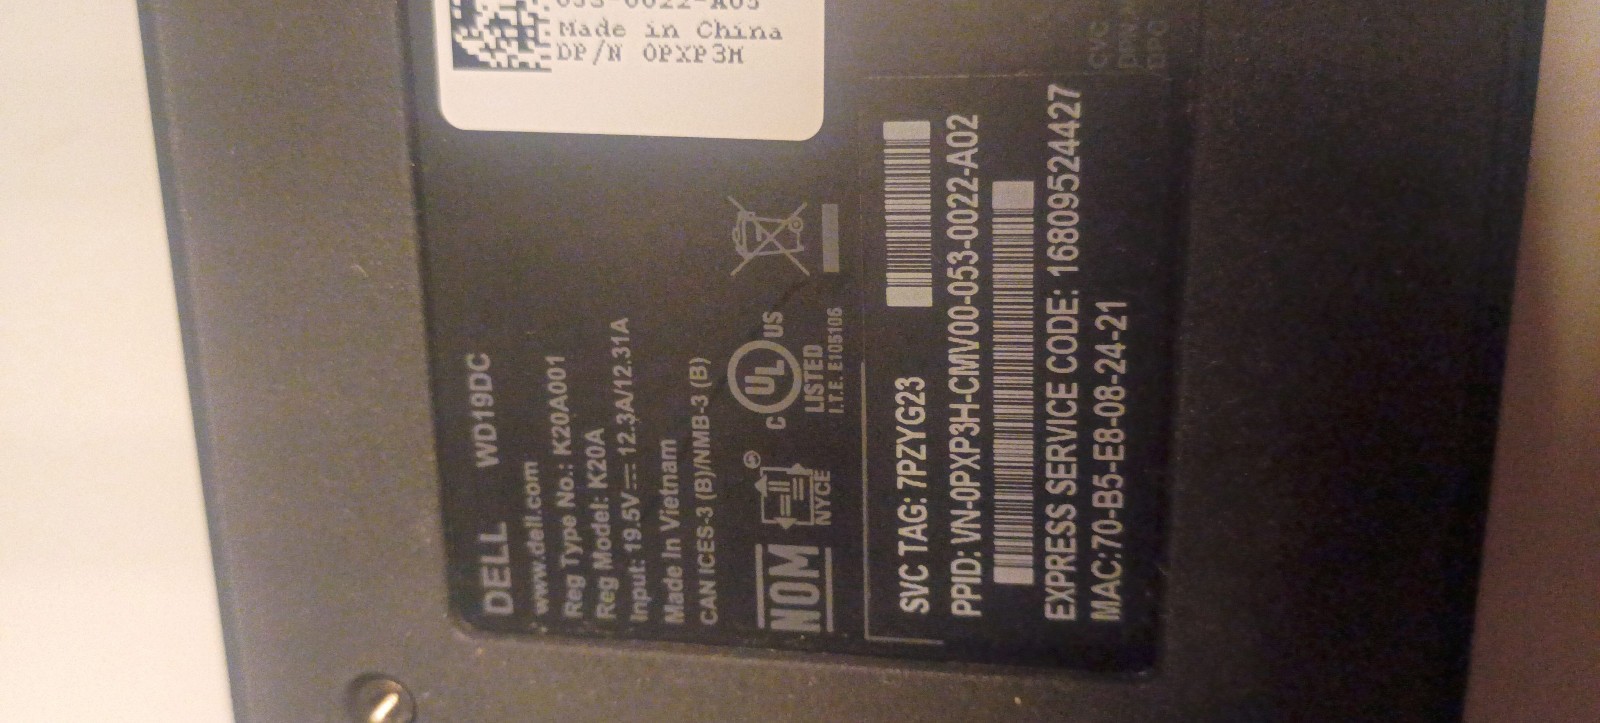 Made in China
DP/N 0PXP3M
DELL WD19DC
www.dell.com
Reg Type No.: K20A001
Reg Model: K20A
Input: 19.5V⎓12.3A/12.31A
Made In Vietnam
CAN ICES-3 (B)/NMB-3 (B)
NOM
NYCE
C UL US
LISTED
I.T.E. E105106
SVC TAG: 7PZYG23
PPID: VN-0PXP3H-CMV00-053-0022-A02
EXPRESS SERVICE CODE: 16809524427
MAC:70-B5-E8-08-24-21
CVC